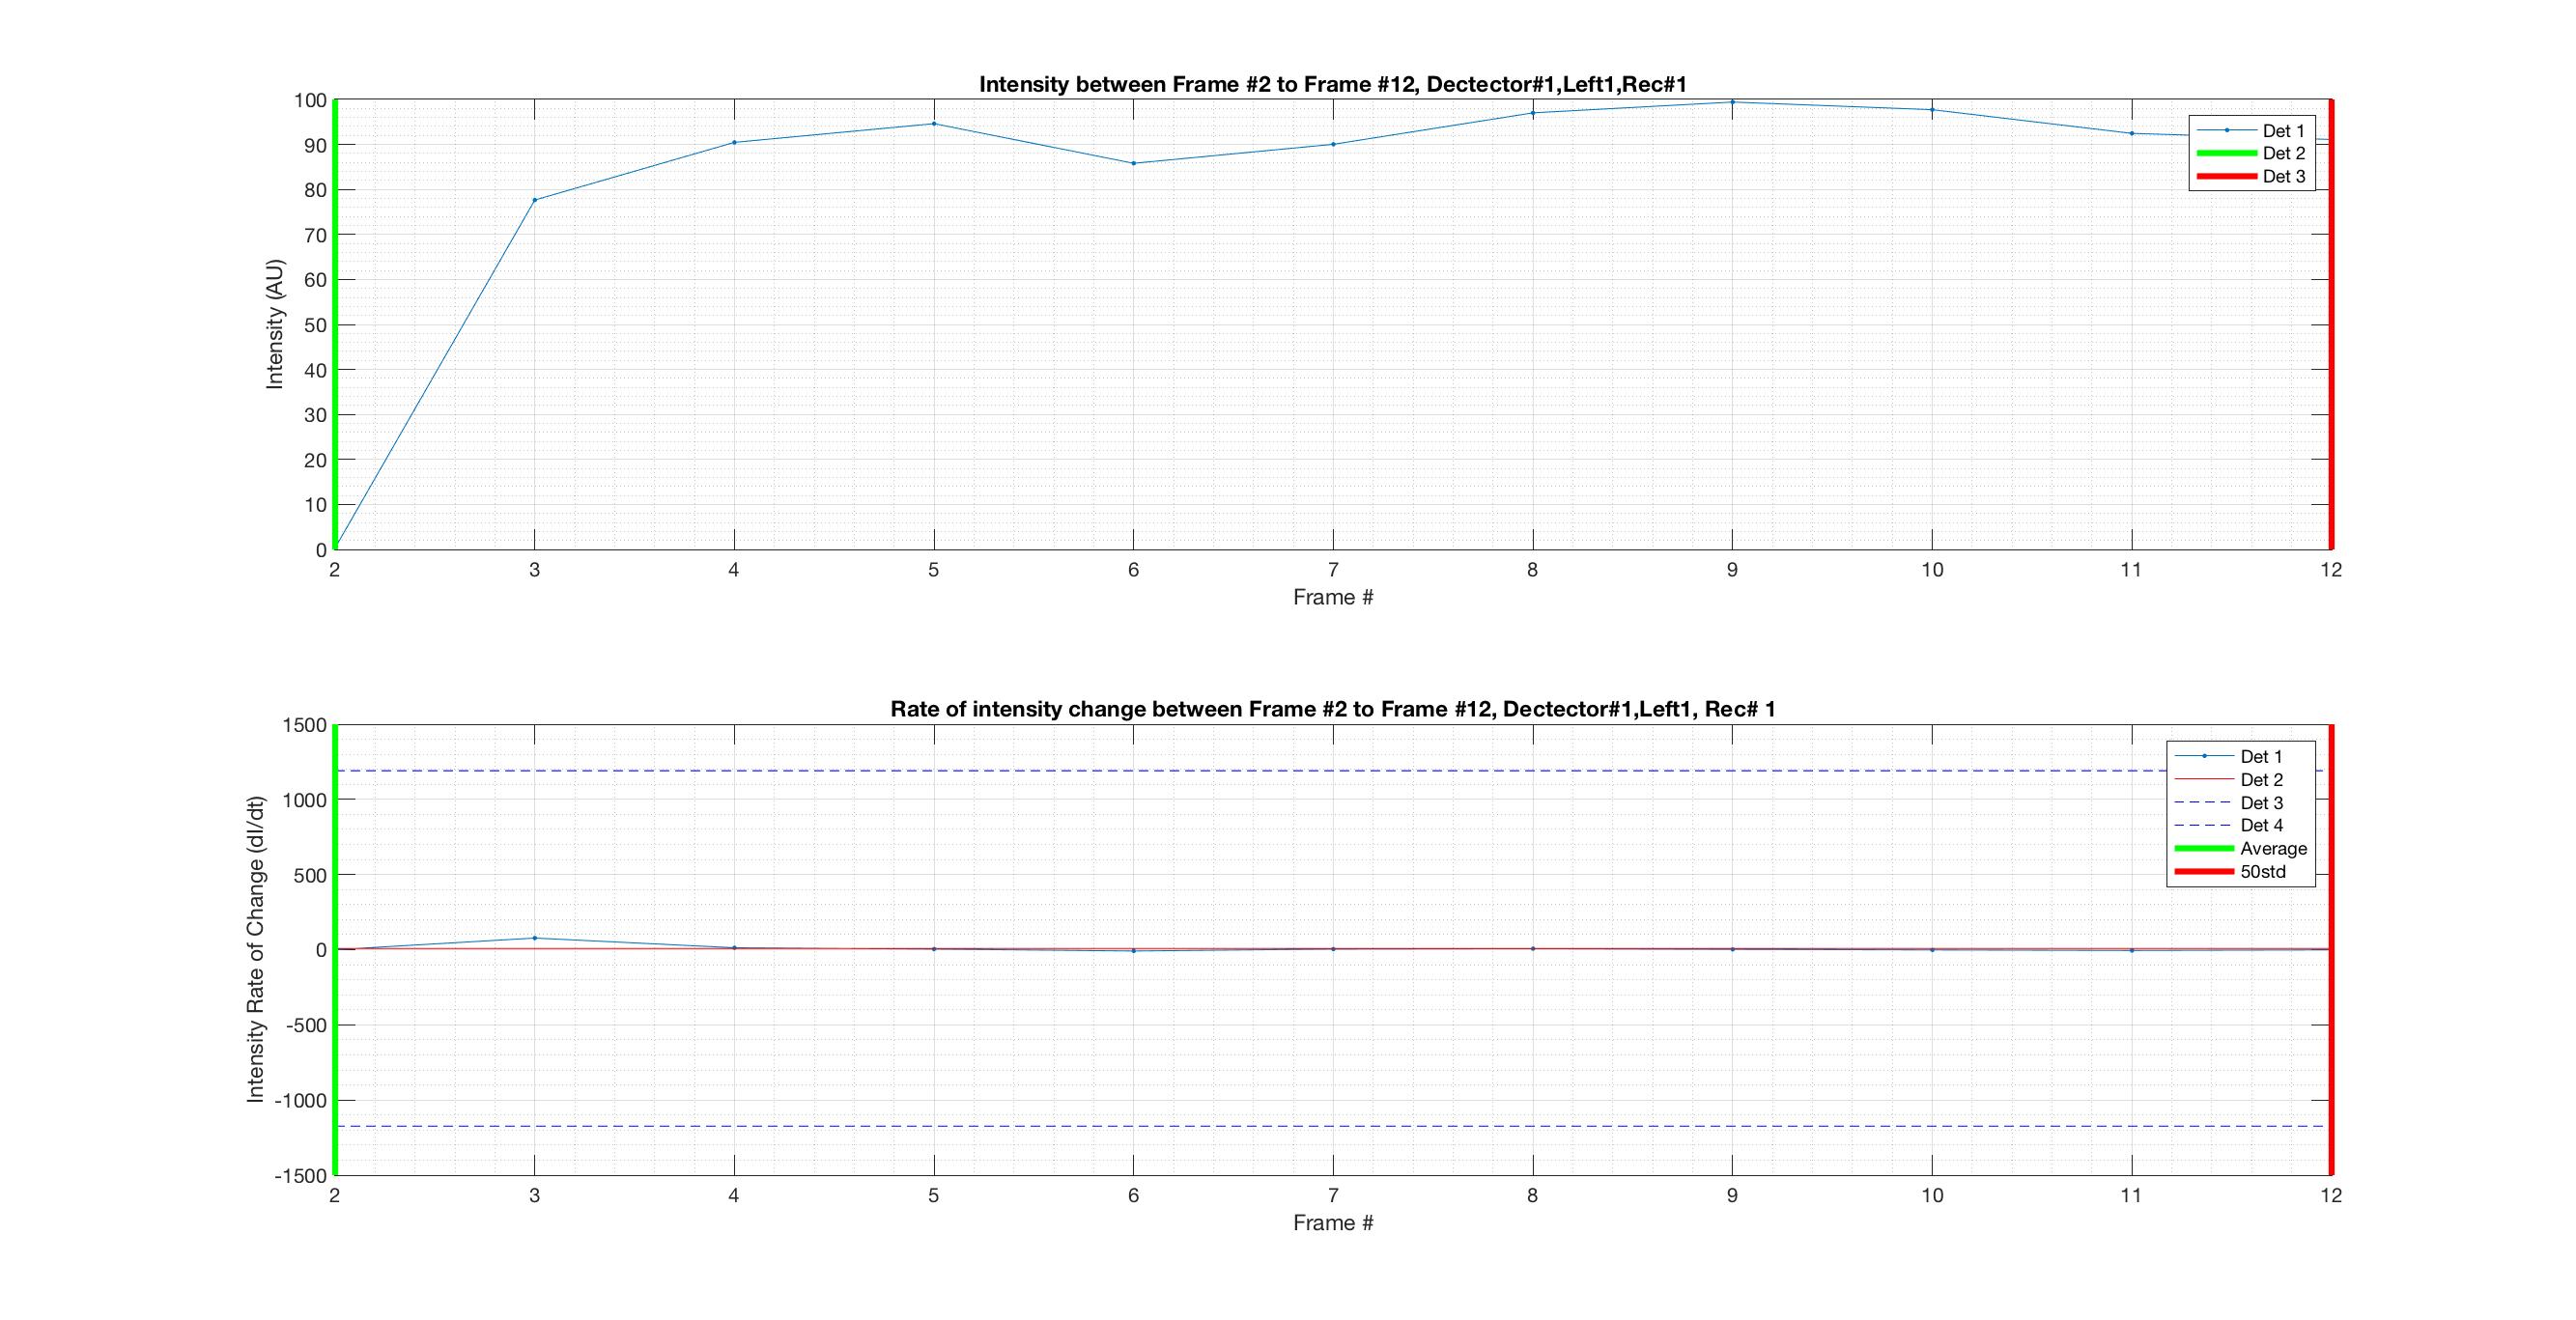 Intensity between Frame #2 to Frame #12, Dectector#1,Left1,Rec#1
100
90
80
70
60
50
40
30
20
10
0
Intensity (AU)
Det 1
Det 2
Det 3
2 3 4 5 6 7 8 9 10 11 12
Frame #
Rate of intensity change between Frame #2 to Frame #12, Dectector#1,Left1, Rec# 1
1500
1000
500
0
-500
-1000
-1500
Intensity Rate of Change (dI/dt)
Det 1
Det 2
Det 3
Det 4
Average
50std
2 3 4 5 6 7 8 9 10 11 12
Frame #